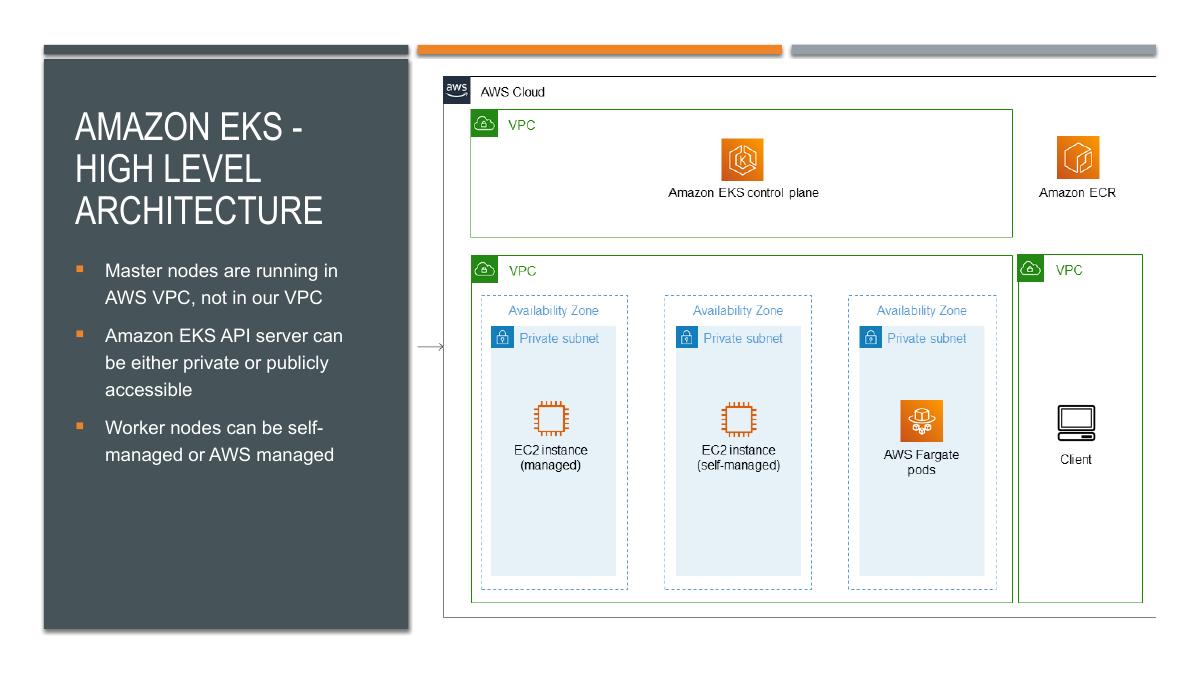 AMAZON EKS -
HIGH LEVEL
ARCHITECTURE
Master nodes are running in
AWS VPC, not in our VPC
Amazon EKS API server can
be either private or publicly
accessible
Worker nodes can be self-
managed or AWS managed
aws
AWS Cloud
VPC
Amazon EKS control plane
Amazon ECR
VPC
Availability Zone
Private subnet
EC2 instance
(managed)
Availability Zone
Private subnet
EC2 instance
(self-managed)
Availability Zone
Private subnet
AWS Fargate
pods
VPC
Client